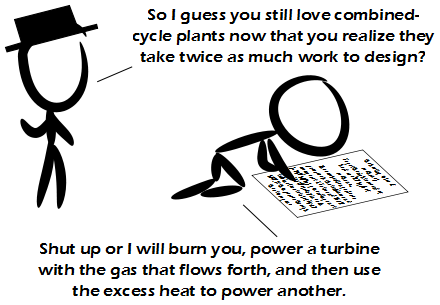 So I guess you still love combined-
cycle plants now that you realize they
take twice as much work to design?
Shut up or I will burn you, power a turbine
with the gas that flows forth, and then use
the excess heat to power another.